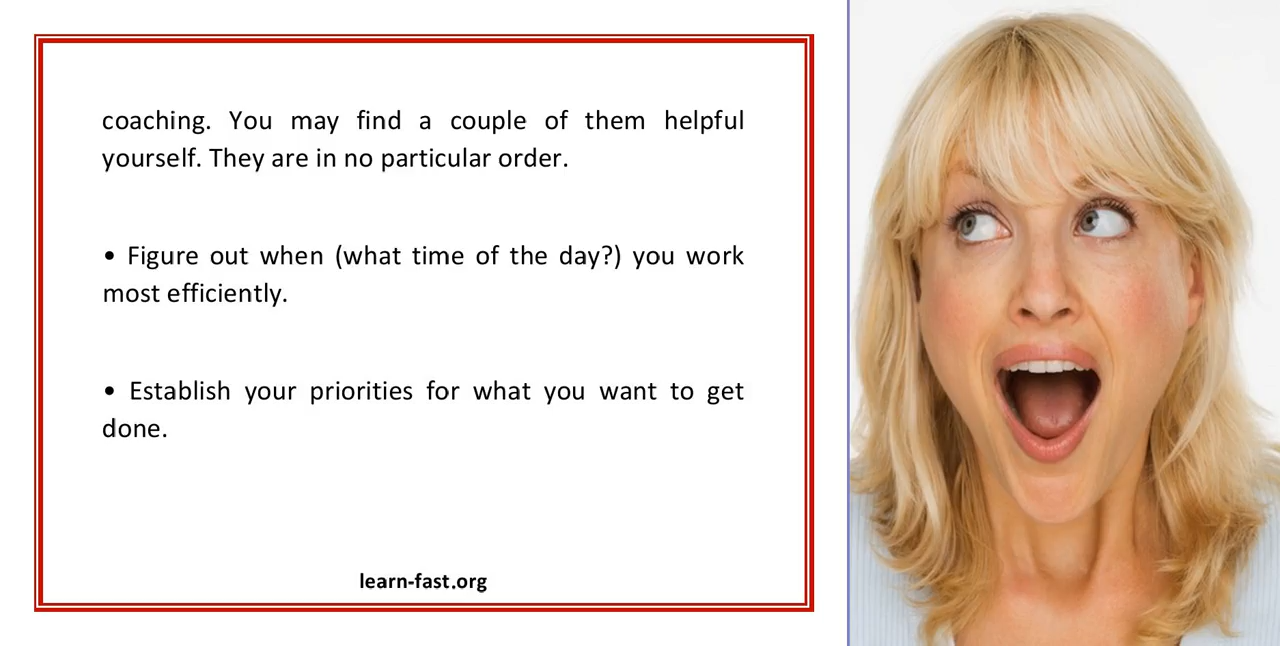 coaching. You may find a couple of them helpful
yourself. They are in no particular order.
• Figure out when (what time of the day?) you work
most efficiently.
• Establish your priorities for what you want to get
done.
learn-fast.org